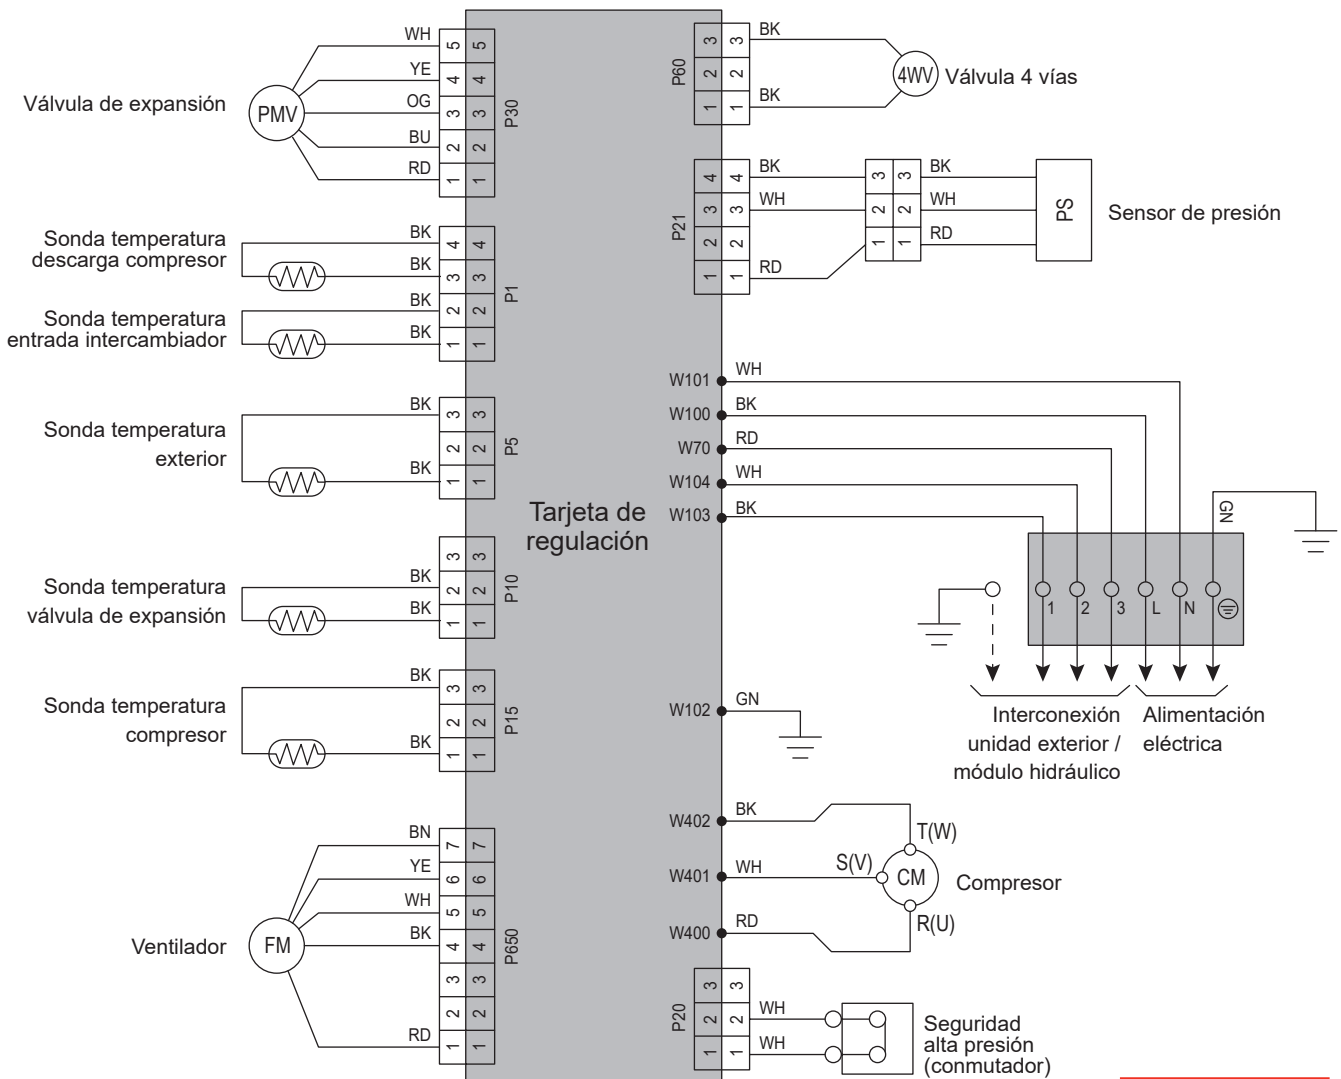 Válvula de expansión
PMV
WH
YE
OG
BU
RD
5 5
4 4
3 3
2 2
1 1
P30
Sonda temperatura
descarga compresor
Sonda temperatura
entrada intercambiador
BK
BK
BK
BK
4 4
3 3
2 2
1 1
P1
Sonda temperatura
exterior
BK
BK
3 3
2 2
1 1
P5
Sonda temperatura
válvula de expansión
BK
BK
3 3
2 2
1 1
P10
Sonda temperatura
compresor
BK
BK
3 3
2 2
1 1
P15
Ventilador
FM
BN
YE
WH
BK
RD
7 7
6 6
5 5
4 4
3 3
2 2
1 1
P650
Tarjeta de
regulación
P60
3 3
2 2
1 1
BK
BK
4WV
Válvula 4 vías
P21
4 4
3 3
2 2
1 1
BK
WH
RD
3 3
2 2
1 1
BK
WH
RD
PS
Sensor de presión
W101 WH
W100 BK
W70 RD
W104 WH
W103 BK
GN
1 2 3 L N
Interconexión
unidad exterior /
módulo hidráulico
Alimentación
eléctrica
W102 GN
W402 BK
W401 WH
W400 RD
T(W)
S(V)
CM
R(U)
Compresor
P20
3 3
2 2
1 1
WH
WH
Seguridad
alta presión
(conmutador)